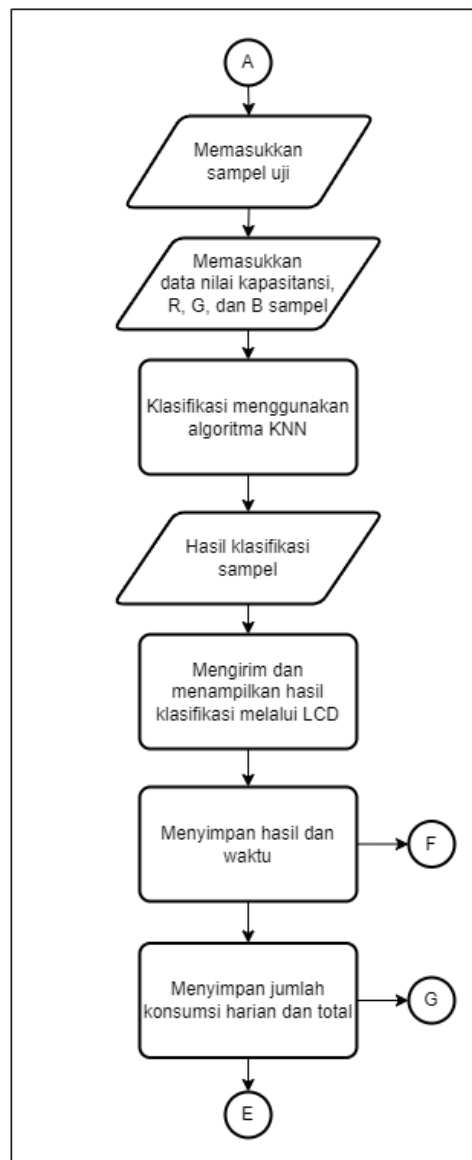 A
Memasukkan
sampel uji
Memasukkan
data nilai kapasitansi,
R, G, dan B sampel
Klasifikasi menggunakan
algoritma KNN
Hasil klasifikasi
sampel
Mengirim dan
menampilkan hasil
klasifikasi melalui LCD
Menyimpan hasil dan
waktu
F
Menyimpan jumlah
konsumsi harian dan total
G
E